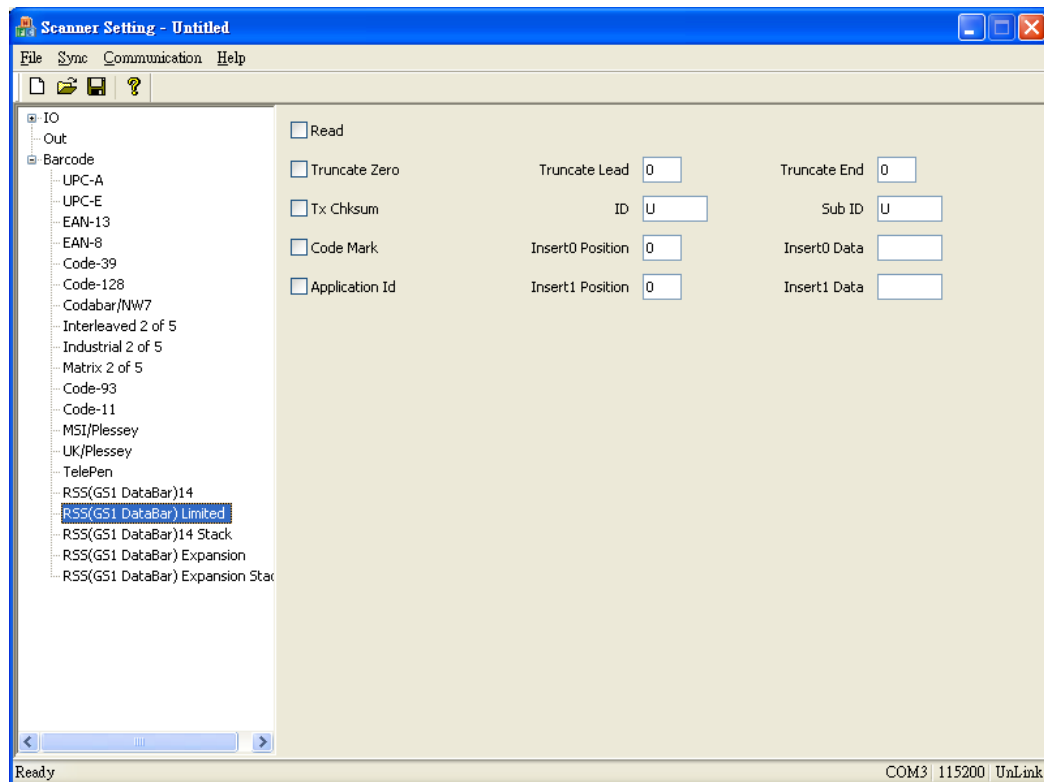 Scanner Setting - Untitled
File Sync Communication Help
IO
Out
Barcode
UPC-A
UPC-E
EAN-13
EAN-8
Code-39
Code-128
Codabar/NW7
Interleaved 2 of 5
Industrial 2 of 5
Matrix 2 of 5
Code-93
Code-11
MSI/Plessey
UK/Plessey
TelePen
RSS(GS1 DataBar)14
RSS(GS1 DataBar) Limited
RSS(GS1 DataBar)14 Stack
RSS(GS1 DataBar) Expansion
RSS(GS1 DataBar) Expansion Stac
Read
Truncate Zero Truncate Lead 0 Truncate End 0
Tx Chksum ID U Sub ID U
Code Mark Insert0 Position 0 Insert0 Data
Application Id Insert1 Position 0 Insert1 Data
Ready COM3 115200 UnLink